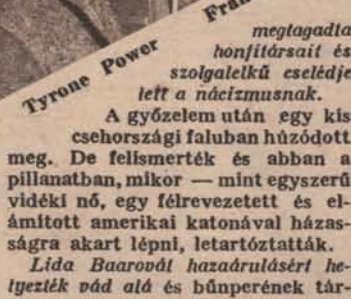 Fran
Tyrone Power
megtagadta
honfitársait és
szolgalelkű cselédje
lett a nácizmusnak.
A győzelem után egy kis
csehországi faluban húzódott
meg. De felismerték és abban a
pillanatban, mikor — mint egyszerű
vidéki nő, egy félrevezetett és el-
ámított amerikai katonával házas-
ságra akart lépni, letartóztatták.
Lida Baarovát hazaárulásért he-
lyezték vád alá és bűnperének tár-